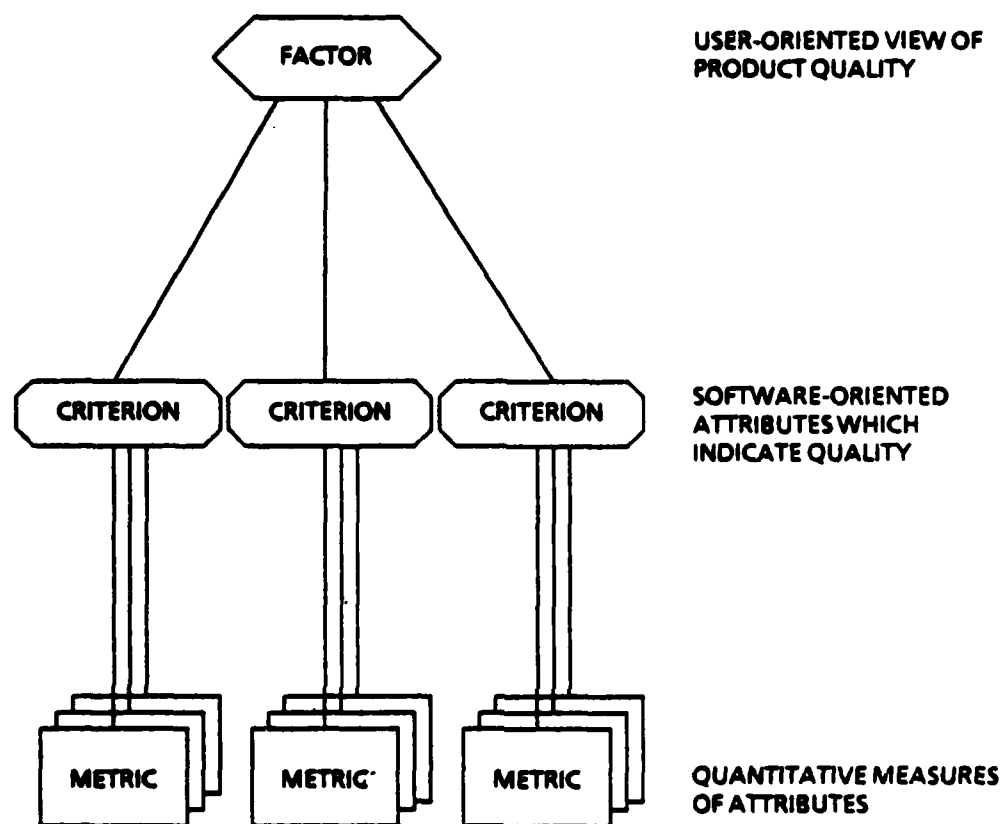 FACTOR
USER-ORIENTED VIEW OF
PRODUCT QUALITY
CRITERION
CRITERION
CRITERION
SOFTWARE-ORIENTED
ATTRIBUTES WHICH
INDICATE QUALITY
METRIC
METRIC
METRIC
QUANTITATIVE MEASURES
OF ATTRIBUTES